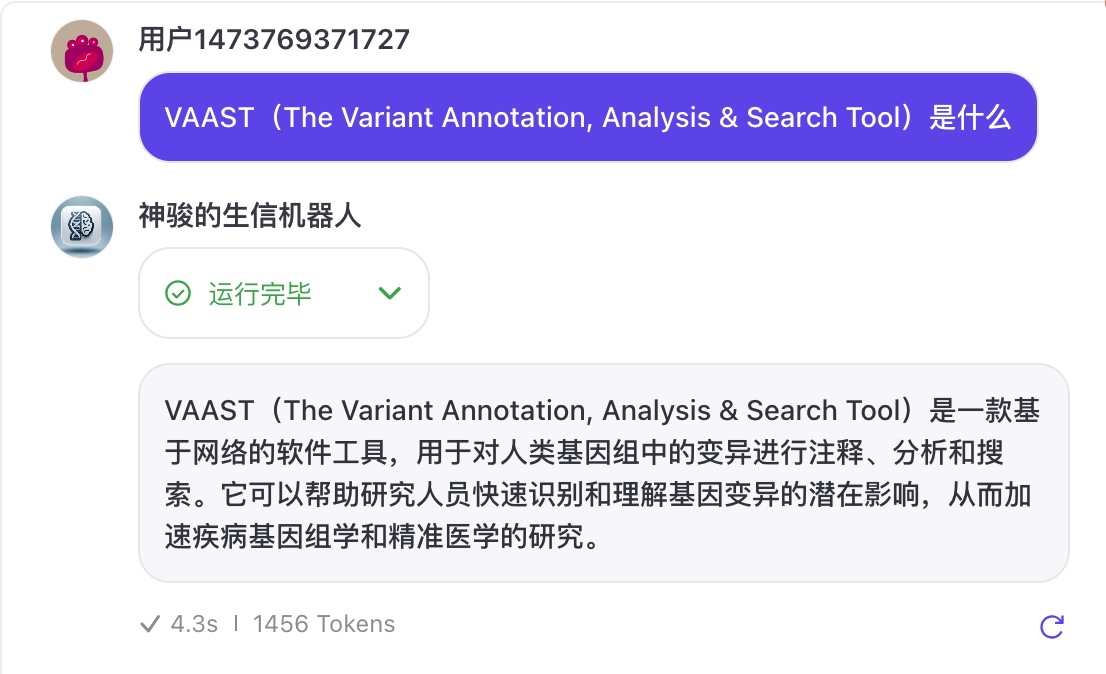 用户1473769371727
VAAST（The Variant Annotation, Analysis & Search Tool）是什么
神骏的生信机器人
运行完毕
VAAST（The Variant Annotation, Analysis & Search Tool）是一款基
于网络的软件工具，用于对人类基因组中的变异进行注释、分析和搜
索。它可以帮助研究人员快速识别和理解基因变异的潜在影响，从而加
速疾病基因组学和精准医学的研究。
4.3s | 1456 Tokens